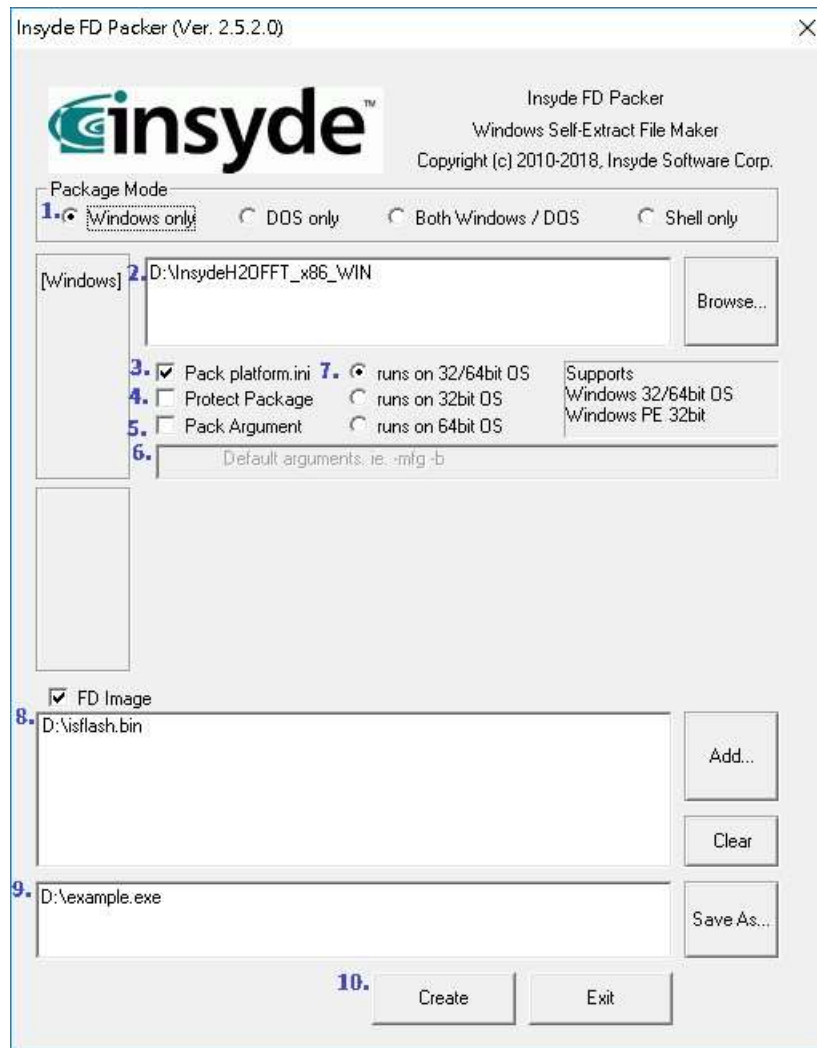 Insyde FD Packer (Ver. 2.5.2.0)
insyde™
Insyde FD Packer
Windows Self-Extract File Maker
Copyright (c) 2010-2018, Insyde Software Corp.
Package Mode
1. Windows only DOS only Both Windows / DOS Shell only
[Windows] 2. D:\InsydeH2OFFT_x86_WIN
Browse...
3. Pack platform.ini 7. runs on 32/64bit OS Supports
4. Protect Package runs on 32bit OS Windows 32/64bit OS
5. Pack Argument runs on 64bit OS Windows PE 32bit
6. Default arguments. ie. -mfg -b
FD Image
8. D:\isflash.bin
Add...
Clear
9. D:\example.exe
Save As...
10. Create Exit